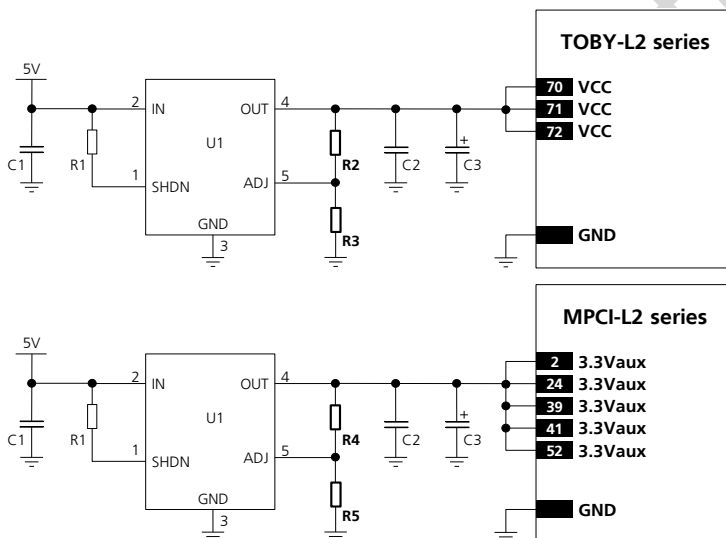 TOBY-L2 series
5V
70 VCC
71 VCC
72 VCC
2 IN OUT 4
U1
C1 R1 R2 C2 + C3
1 SHDN ADJ 5
GND
3
R3
GND
MPCI-L2 series
5V
2 3.3Vaux
24 3.3Vaux
39 3.3Vaux
41 3.3Vaux
52 3.3Vaux
2 IN OUT 4
U1
C1 R1 R4 C2 + C3
1 SHDN ADJ 5
GND
3
R5
GND